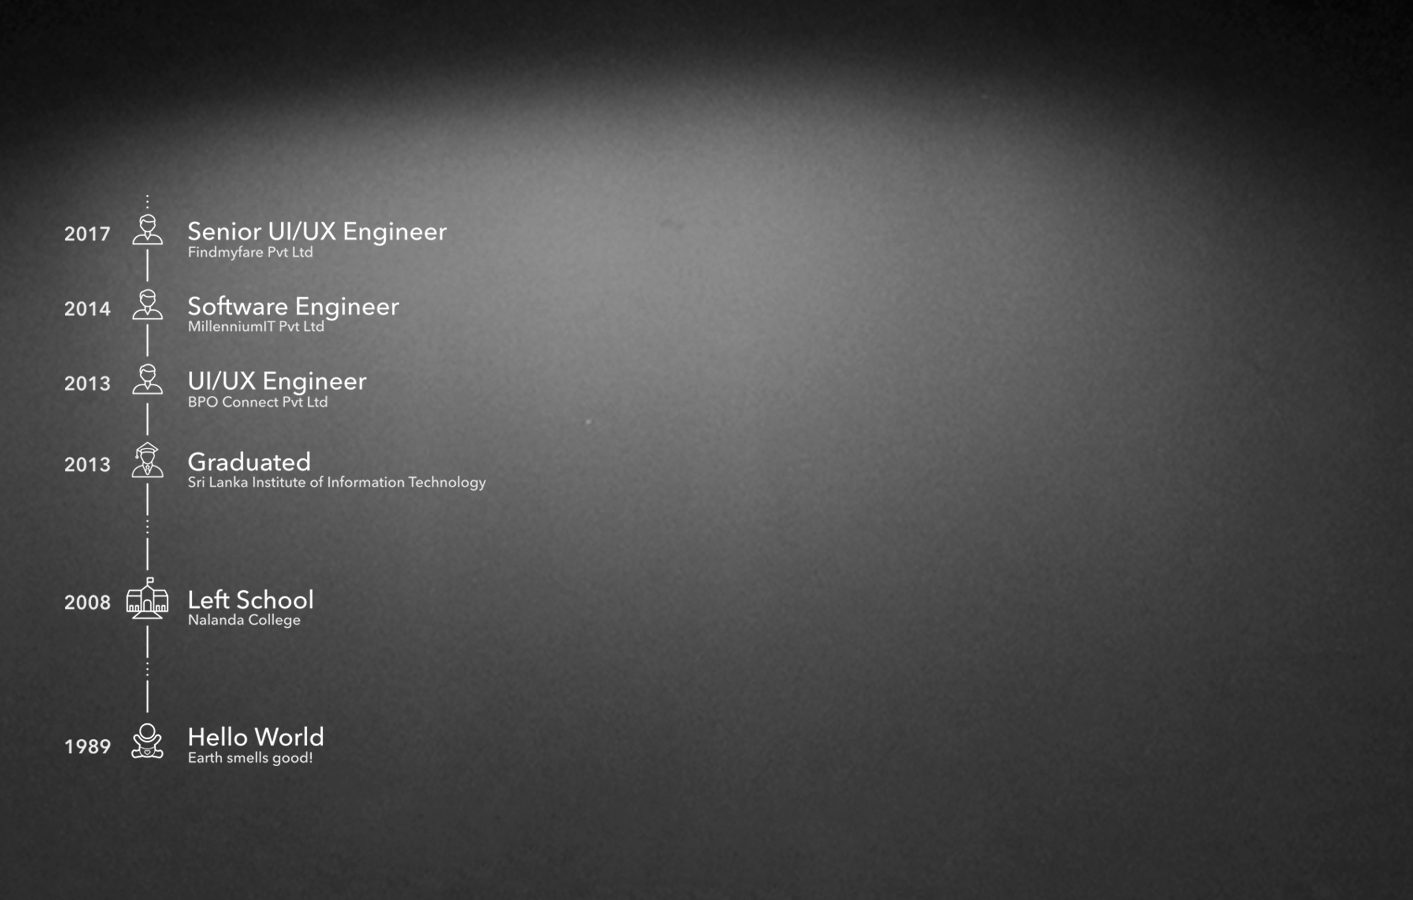 2017
Senior UI/UX Engineer
Findmyfare Pvt Ltd
2014
Software Engineer
MillenniumIT Pvt Ltd
2013
UI/UX Engineer
BPO Connect Pvt Ltd
2013
Graduated
Sri Lanka Institute of Information Technology
2008
Left School
Nalanda College
1989
Hello World
Earth smells good!